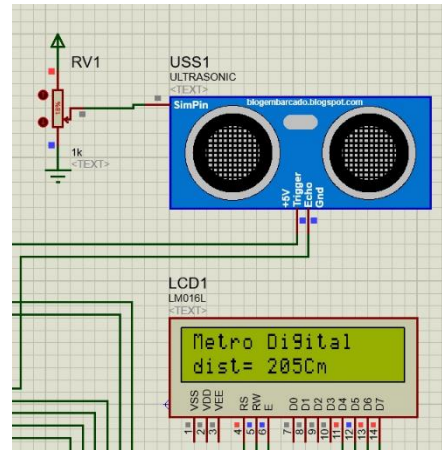 RV1
1k
<TEXT>
USS1
ULTRASONIC
<TEXT>
SimPin
blogembarcado.blogspot.com
+5V
Trigger
Echo
Gnd
LCD1
LM016L
<TEXT>
Metro Digital
dist= 205Cm
VSS
VDD
VEE
RS
RW
E
D0
D1
D2
D3
D4
D5
D6
D7
1
2
3
4
5
6
7
8
9
10
11
12
13
14